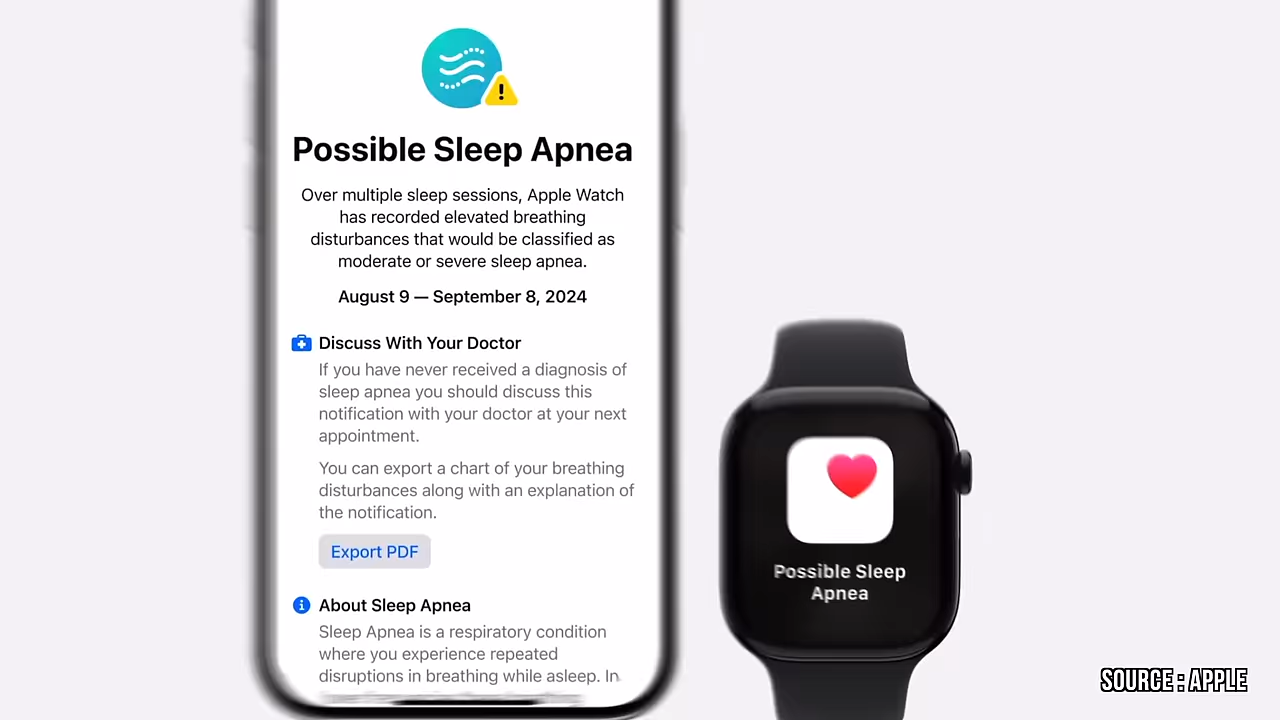 Possible Sleep Apnea
Over multiple sleep sessions, Apple Watch
has recorded elevated breathing
disturbances that would be classified as
moderate or severe sleep apnea.
August 9 — September 8, 2024
Discuss With Your Doctor
If you have never received a diagnosis of
sleep apnea you should discuss this
notification with your doctor at your next
appointment.
You can export a chart of your breathing
disturbances along with an explanation of
the notification.
Export PDF
About Sleep Apnea
Sleep Apnea is a respiratory condition
where you experience repeated
disruptions in breathing while asleep. In
Possible Sleep
Apnea
SOURCE : APPLE